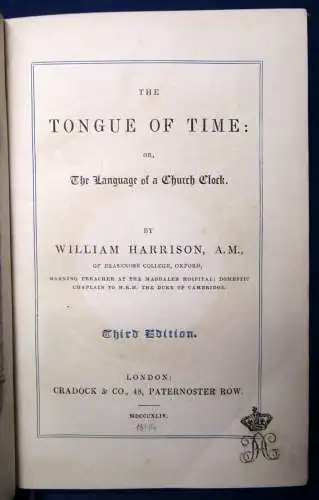 THE
TONGUE OF TIME:
OR,
The Language of a Church Clock.
BY
WILLIAM HARRISON, A.M.,
OF BRASENOSE COLLEGE, OXFORD;
MORNING PREACHER AT THE MAGDALEN HOSPITAL; DOMESTIC
CHAPLAIN TO H.R.H. THE DUKE OF CAMBRIDGE.
Third Edition.
LONDON:
CRADOCK & CO., 48, PATERNOSTER ROW.
MDCCCXLIV.